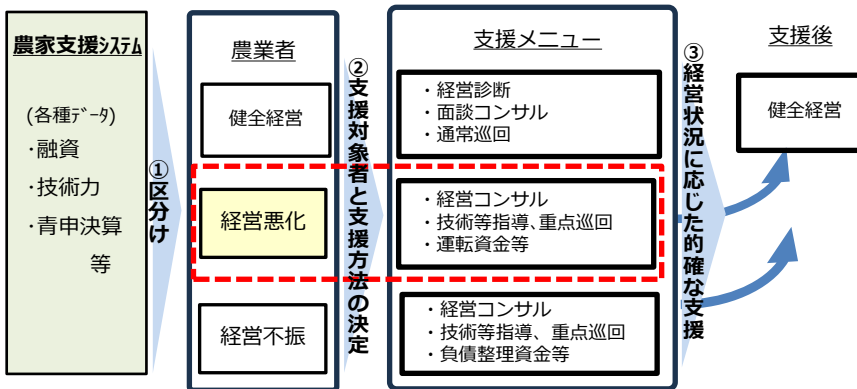 農家支援ｼｽﾃﾑ
(各種ﾃﾞｰﾀ)
・融資
・技術力
・青申決算
等
①区分け
農業者
健全経営
経営悪化
経営不振
②支援対象者と支援方法の決定
支援メニュー
・経営診断
・面談コンサル
・通常巡回
・経営コンサル
・技術等指導、重点巡回
・運転資金等
・経営コンサル
・技術等指導、重点巡回
・負債整理資金等
③経営状況に応じた的確な支援
支援後
健全経営